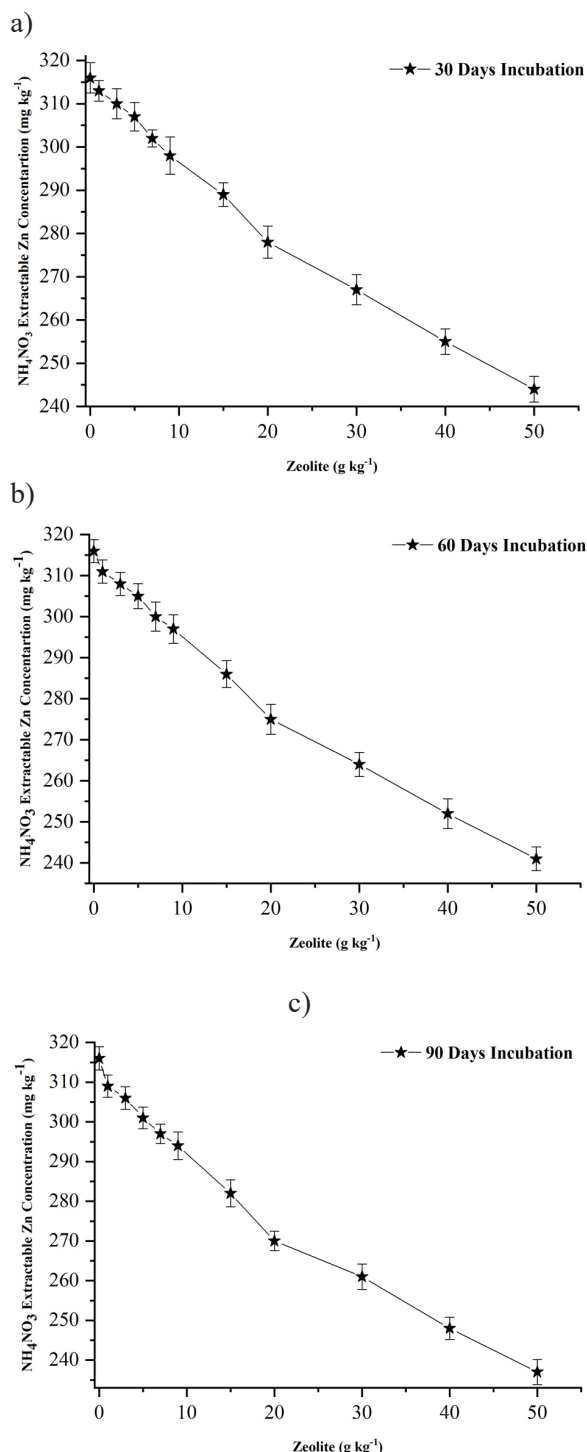 a)
30 Days Incubation
NH₄NO₃ Extractable Zn Concentartion (mg kg⁻¹)
320
310
300
290
280
270
260
250
240
0 10 20 30 40 50
Zeolite (g kg⁻¹)
b)
60 Days Incubation
NH₄NO₃ Extractable Zn Concentartion (mg kg⁻¹)
320
310
300
290
280
270
260
250
240
0 10 20 30 40 50
Zeolite (g kg⁻¹)
c)
90 Days Incubation
NH₄NO₃ Extractable Zn Concentration (mg kg⁻¹)
320
310
300
290
280
270
260
250
240
0 10 20 30 40 50
Zeolite (g kg⁻¹)